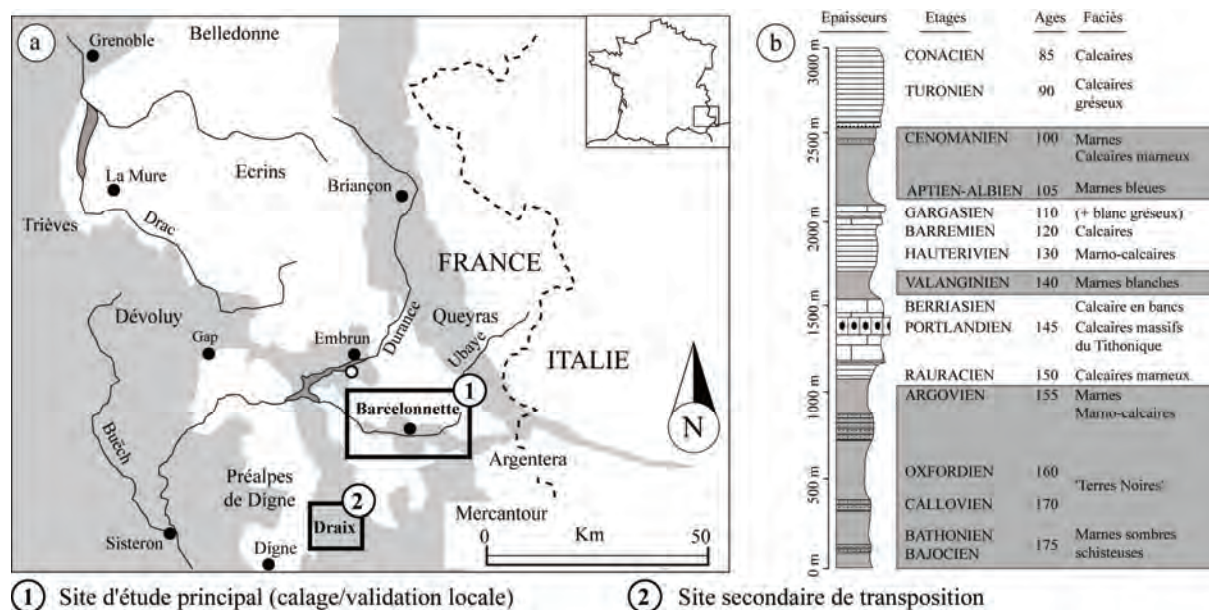 a
Grenoble
Belledonne
La Mure
Ecrins
Briançon
Trièves
Drac
FRANCE
Dévoluy
Queyras
Gap
Embrun
Durance
Ubaye
ITALIE
1
Barcelonnette
N
Buëch
Argentera
Préalpes
de Digne
2
Draix
Mercantour
Sisteron
Digne
Km
0
50
b
Epaisseurs Etages Ages Faciès
3000 m
2500 m
2000 m
1500 m
1000 m
500 m
0 m
CONACIEN 85 Calcaires
TURONIEN 90 Calcaires
gréseux
CENOMANIEN 100 Marnes
Calcaires marneux
APTIEN-ALBIEN 105 Marnes bleues
GARGASIEN 110 (+ blanc gréseux)
BARREMIEN 120 Calcaires
HAUTERIVIEN 130 Marno-calcaires
VALANGINIEN 140 Marnes blanches
BERRIASIEN Calcaire en bancs
PORTLANDIEN 145 Calcaires massifs
du Tithonique
RAURACIEN 150 Calcaires marneux
ARGOVIEN 155 Marnes
Marno-calcaires
OXFORDIEN 160
'Terres Noires'
CALLOVIEN 170
BATHONIEN Marnes sombres
BAJOCIEN 175 schisteuses
1 Site d'étude principal (calage/validation locale)
2 Site secondaire de transposition